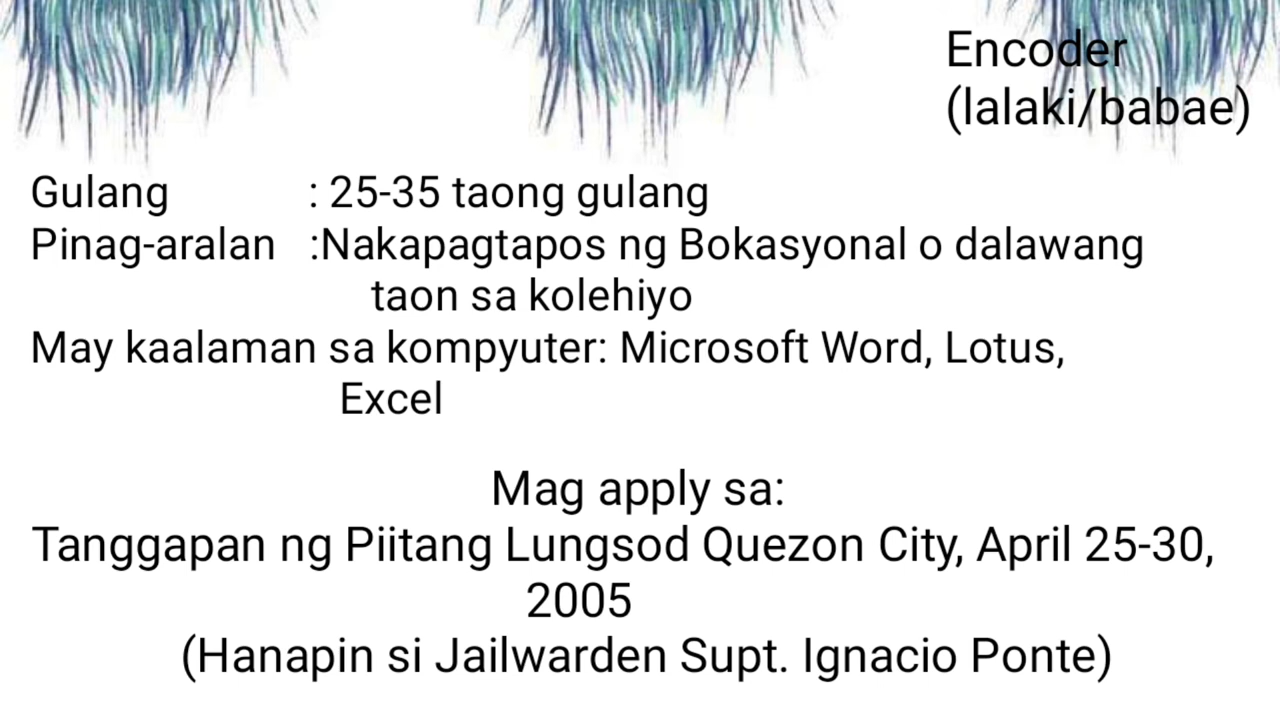 Encoder
(lalaki/babae)
Gulang : 25-35 taong gulang
Pinag-aralan :Nakapagtapos ng Bokasyonal o dalawang
taon sa kolehiyo
May kaalaman sa kompyuter: Microsoft Word, Lotus,
Excel
Mag apply sa:
Tanggapan ng Piitang Lungsod Quezon City, April 25-30,
2005
(Hanapin si Jailwarden Supt. Ignacio Ponte)